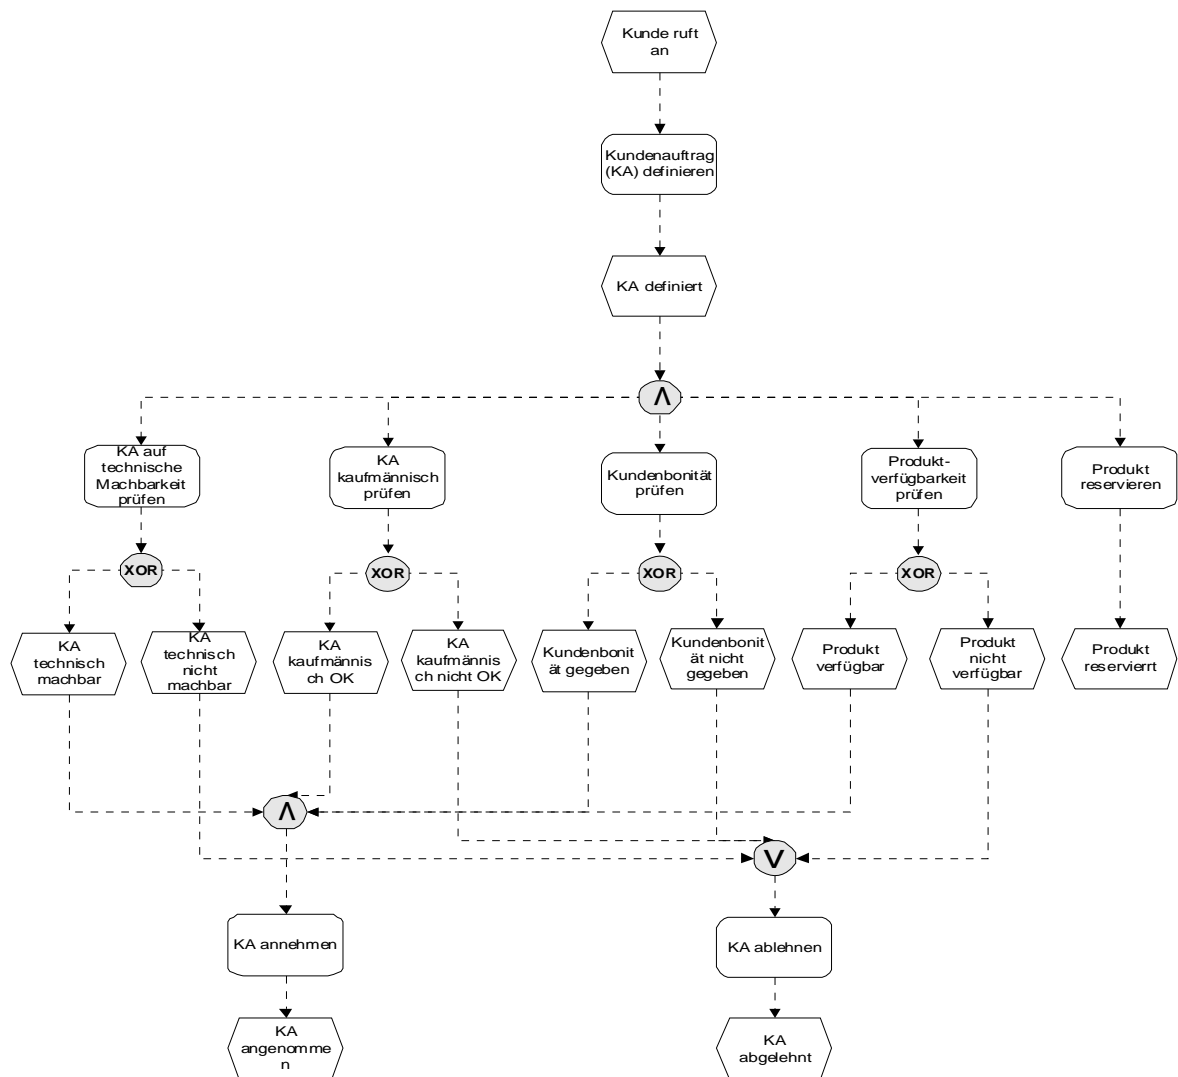 Kunde ruft
an
Kundenauftrag
(KA) definieren
KA definiert
Λ
KA auf
technische
Machbarkeit
prüfen
KA
kaufmännisch
prüfen
Kundenbonität
prüfen
Produkt-
verfügbarkeit
prüfen
Produkt
reservieren
XOR
XOR
XOR
XOR
KA
technisch
machbar
KA
technisch
nicht
machbar
KA
kaufmännis
ch OK
KA
kaufmännis
ch nicht OK
Kundenbonit
ät gegeben
Kundenbonit
ät nicht
gegeben
Produkt
verfügbar
Produkt
nicht
verfügbar
Produkt
reservierrt
Λ
V
KA annehmen
KA ablehnen
KA
angenomme
n
KA
abgelehnt